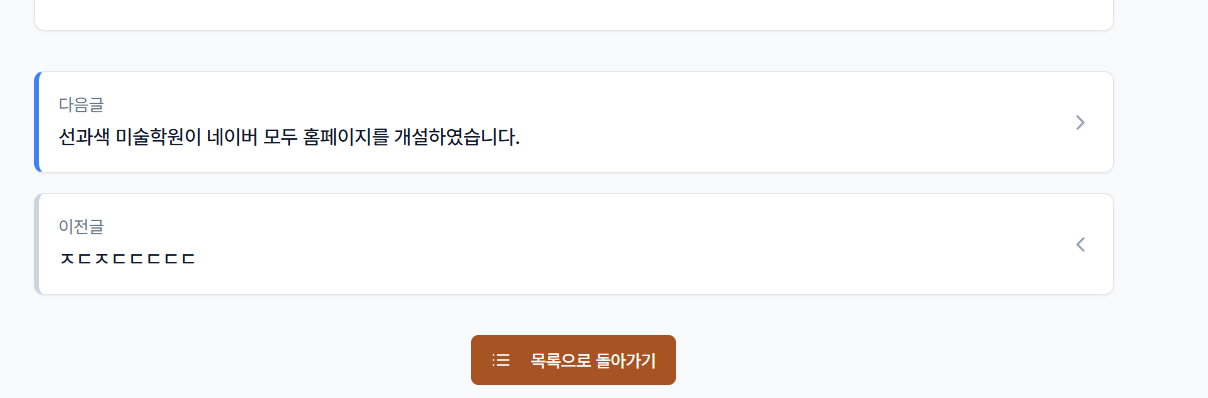 다음글
선과색 미술학원이 네이버 모두 홈페이지를 개설하였습니다.
이전글
ㅈㄷㅈㄷㄷㄷㄷㄷ
목록으로 돌아가기